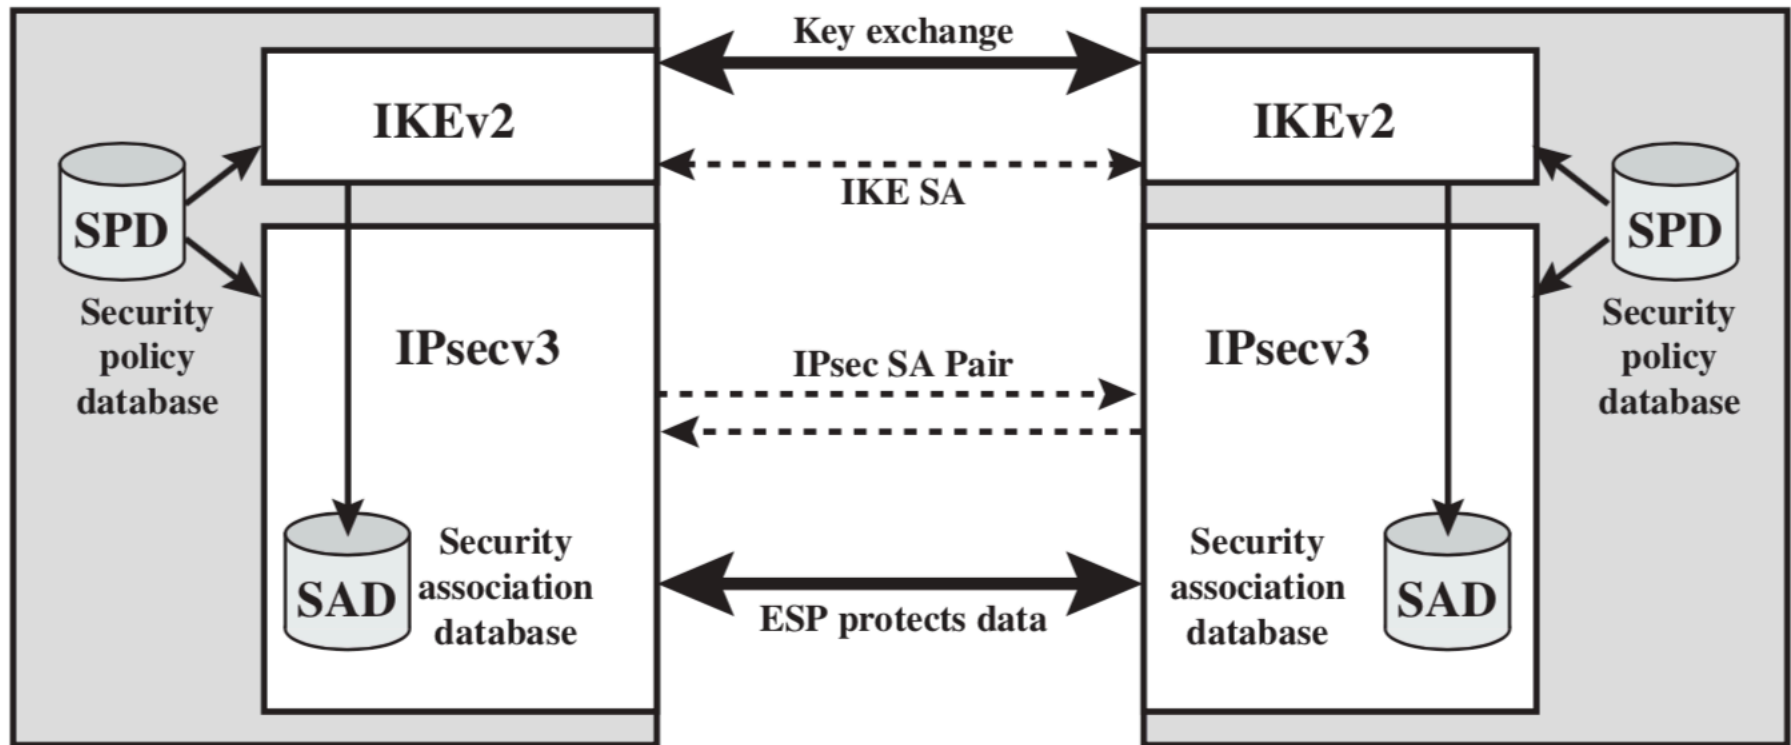 Key exchange
IKEv2
IKEv2
IKE SA
SPD
SPD
Security
policy
database
Security
policy
database
IPsecv3
IPsecv3
IPsec SA Pair
SAD
Security
association
database
Security
association
database
SAD
ESP protects data